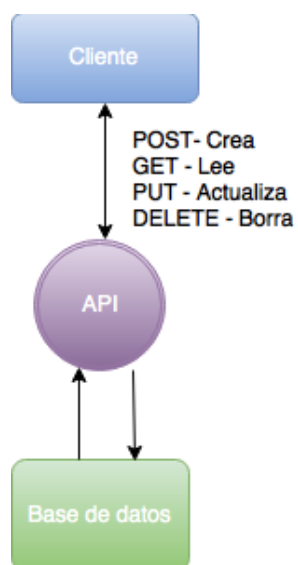 Cliente
POST- Crea
GET - Lee
PUT - Actualiza
DELETE - Borra
API
Base de datos